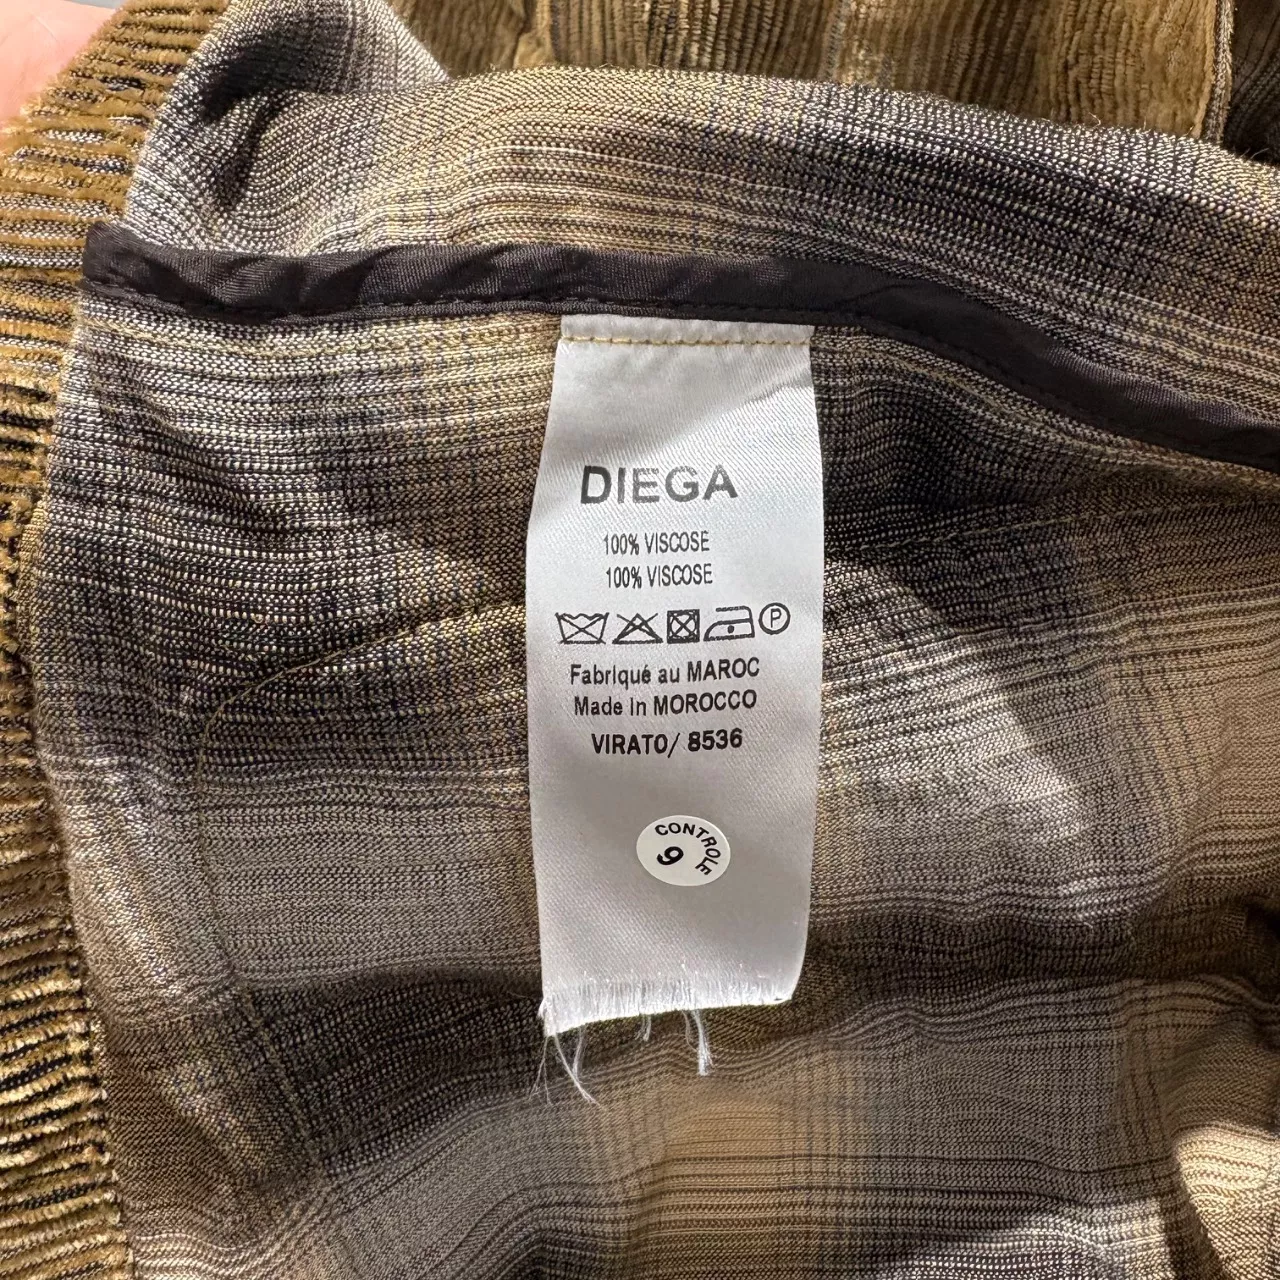 DIEGA
100% VISCOSE
100% VISCOSE
P
Fabriqué au MAROC
Made in MOROCCO
VIRATO/ 8536
CONTROLE
9